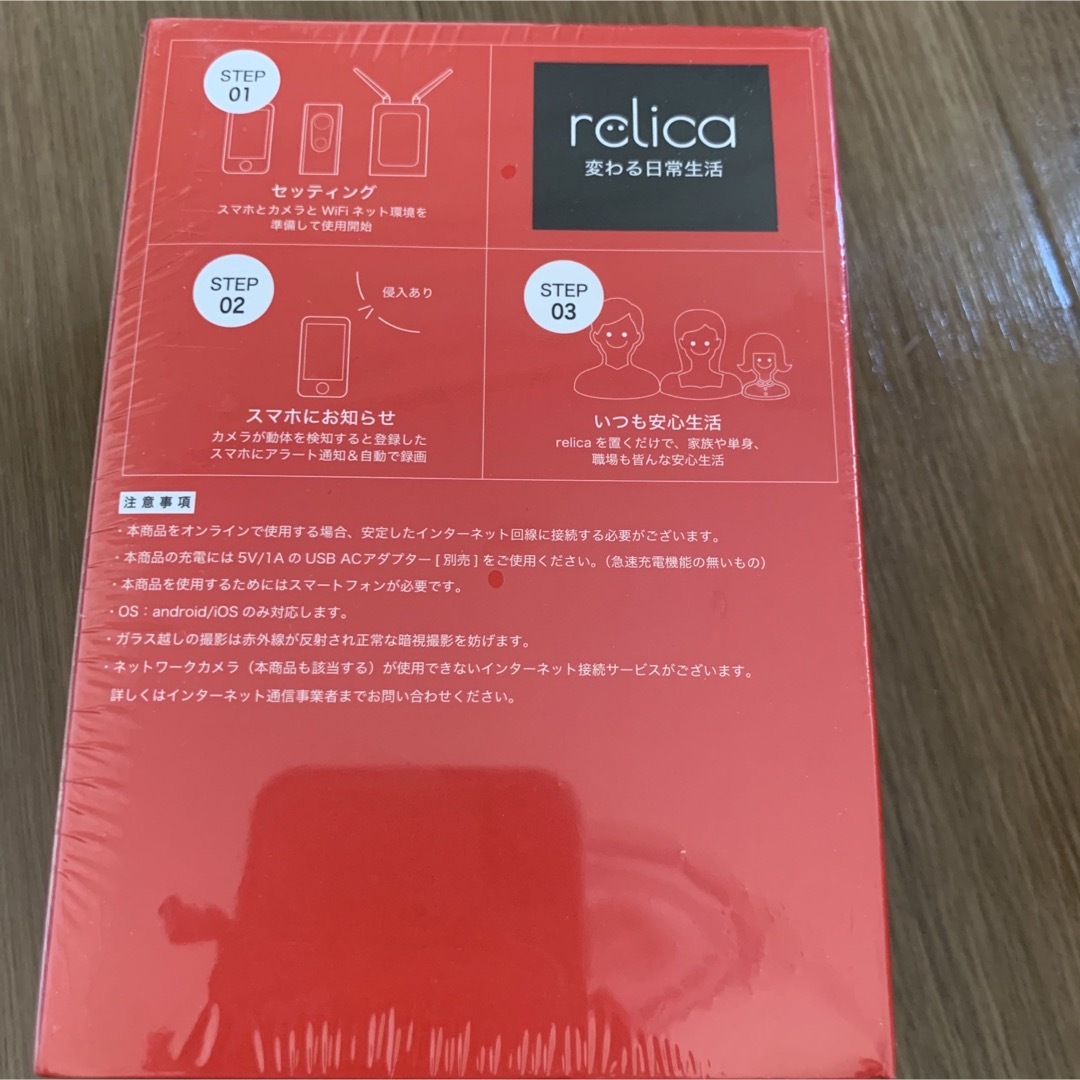 STEP
01
セッティング
スマホとカメラと WiFi ネット環境を
準備して使用開始
relica
変わる日常生活
STEP
02
侵入あり
スマホにお知らせ
カメラが動体を検知すると登録した
スマホにアラート通知&自動で録画
STEP
03
いつも安心生活
relica を置くだけで、家族や単身、
職場も皆んな安心生活
注意事項
・本商品をオンラインで使用する場合、安定したインターネット回線に接続する必要がございます。
・本商品の充電には 5V/1A の USB ACアダプター [ 別売 ] をご使用ください。(急速充電機能の無いもの)
・本商品を使用するためにはスマートフォンが必要です。
・OS：android/iOS のみ対応します。
・ガラス越しの撮影は赤外線が反射され正常な暗視撮影を妨げます。
・ネットワークカメラ（本商品も該当する）が使用できないインターネット接続サービスがございます。
詳しくはインターネット通信事業者までお問い合わせください。